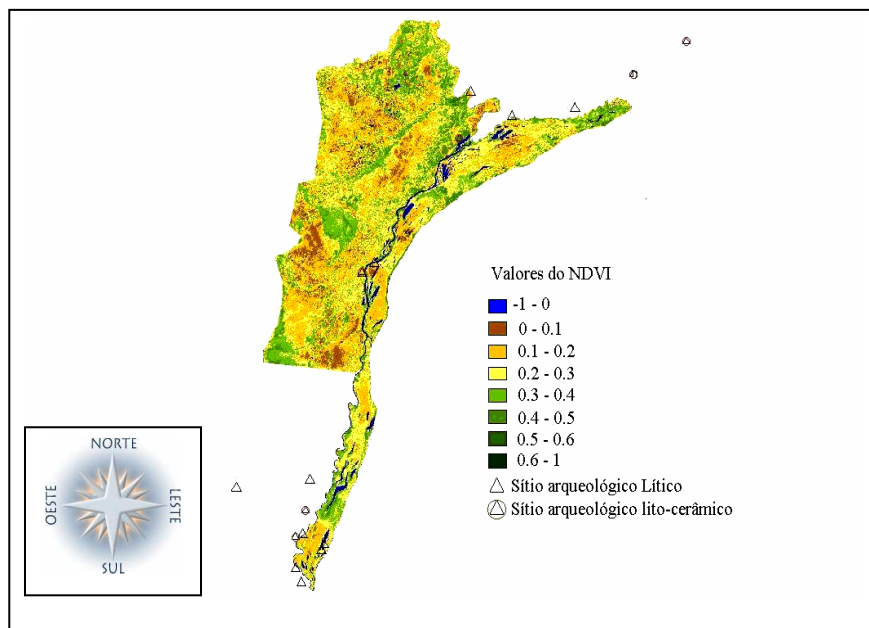 Valores do NDVI
-1 - 0
0 - 0.1
0.1 - 0.2
0.2 - 0.3
0.3 - 0.4
0.4 - 0.5
0.5 - 0.6
0.6 - 1
Sítio arqueológico Lítico
Sítio arqueológico lito-cerâmico
NORTE
OESTE
LESTE
SUL